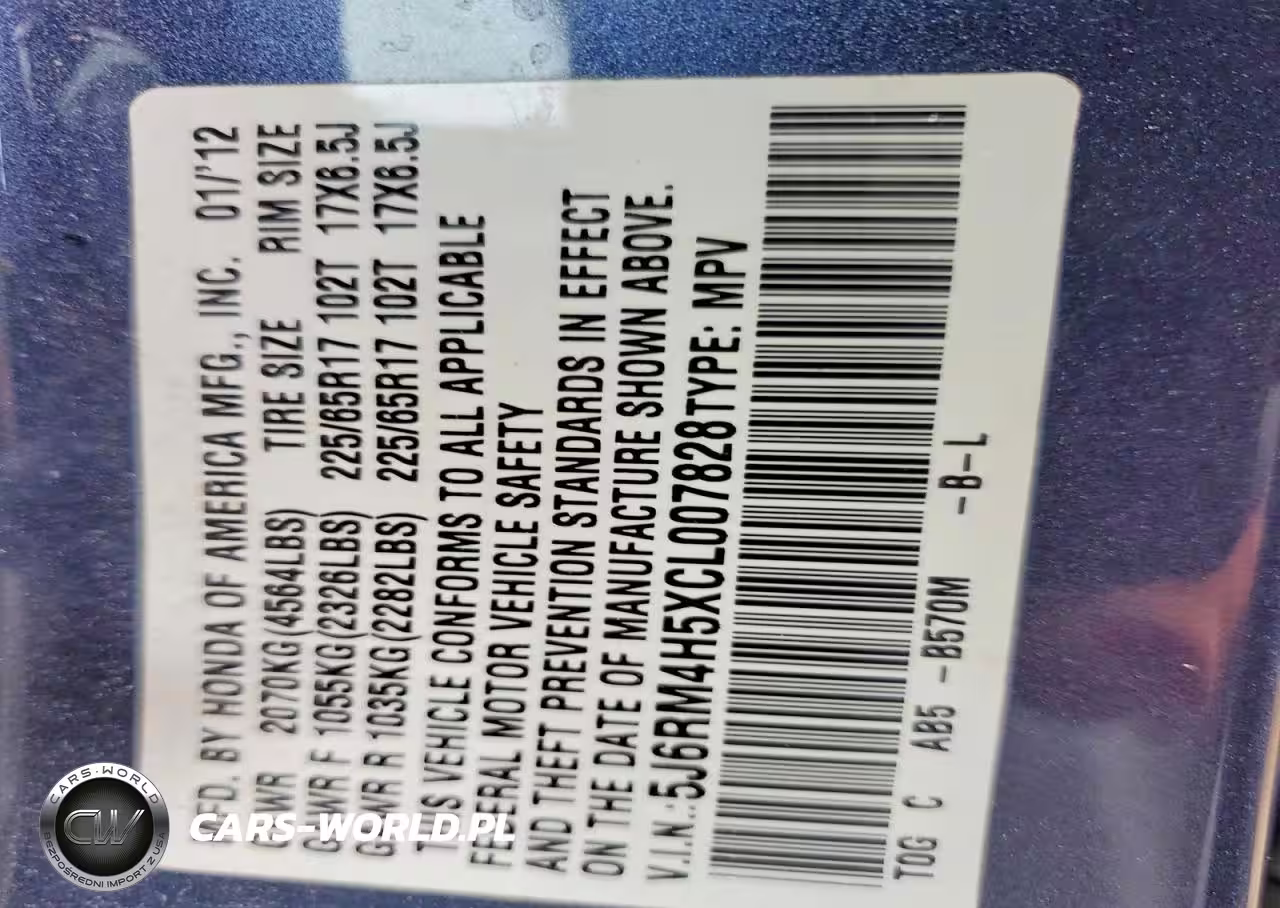 MFD. BY HONDA OF AMERICA MFG., INC. 01/'12
GVWR 2070KG(4564LBS) TIRE SIZE RIM SIZE
GAWR F 1055KG(2326LBS) 225/65R17 102T 17X6.5J
GAWR R 1035KG(2282LBS) 225/65R17 102T 17X6.5J
THIS VEHICLE CONFORMS TO ALL APPLICABLE
FEDERAL MOTOR VEHICLE SAFETY
AND THEFT PREVENTION STANDARDS IN EFFECT
ON THE DATE OF MANUFACTURE SHOWN ABOVE.
V.I.N.:5J6RM4H5XCL007828TYPE: MPV
TOG C AB5 -B570M -B-L
CARS-WORLD
CW
BEZPOŚREDNI IMPORT Z USA
CARS-WORLD.PL